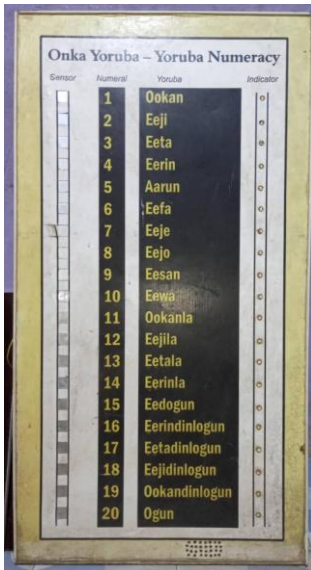 Onka Yoruba – Yoruba Numeracy
Sensor Numeral Yoruba Indicator
1 Ookan
2 Eeji
3 Eeta
4 Eerin
5 Aarun
6 Eefa
7 Eeje
8 Eejo
9 Eesan
10 Eewa
11 Ookanla
12 Eejila
13 Eetala
14 Eerinla
15 Eedogun
16 Eerindinlogun
17 Eetadinlogun
18 Eejidinlogun
19 Ookandinlogun
20 Ogun